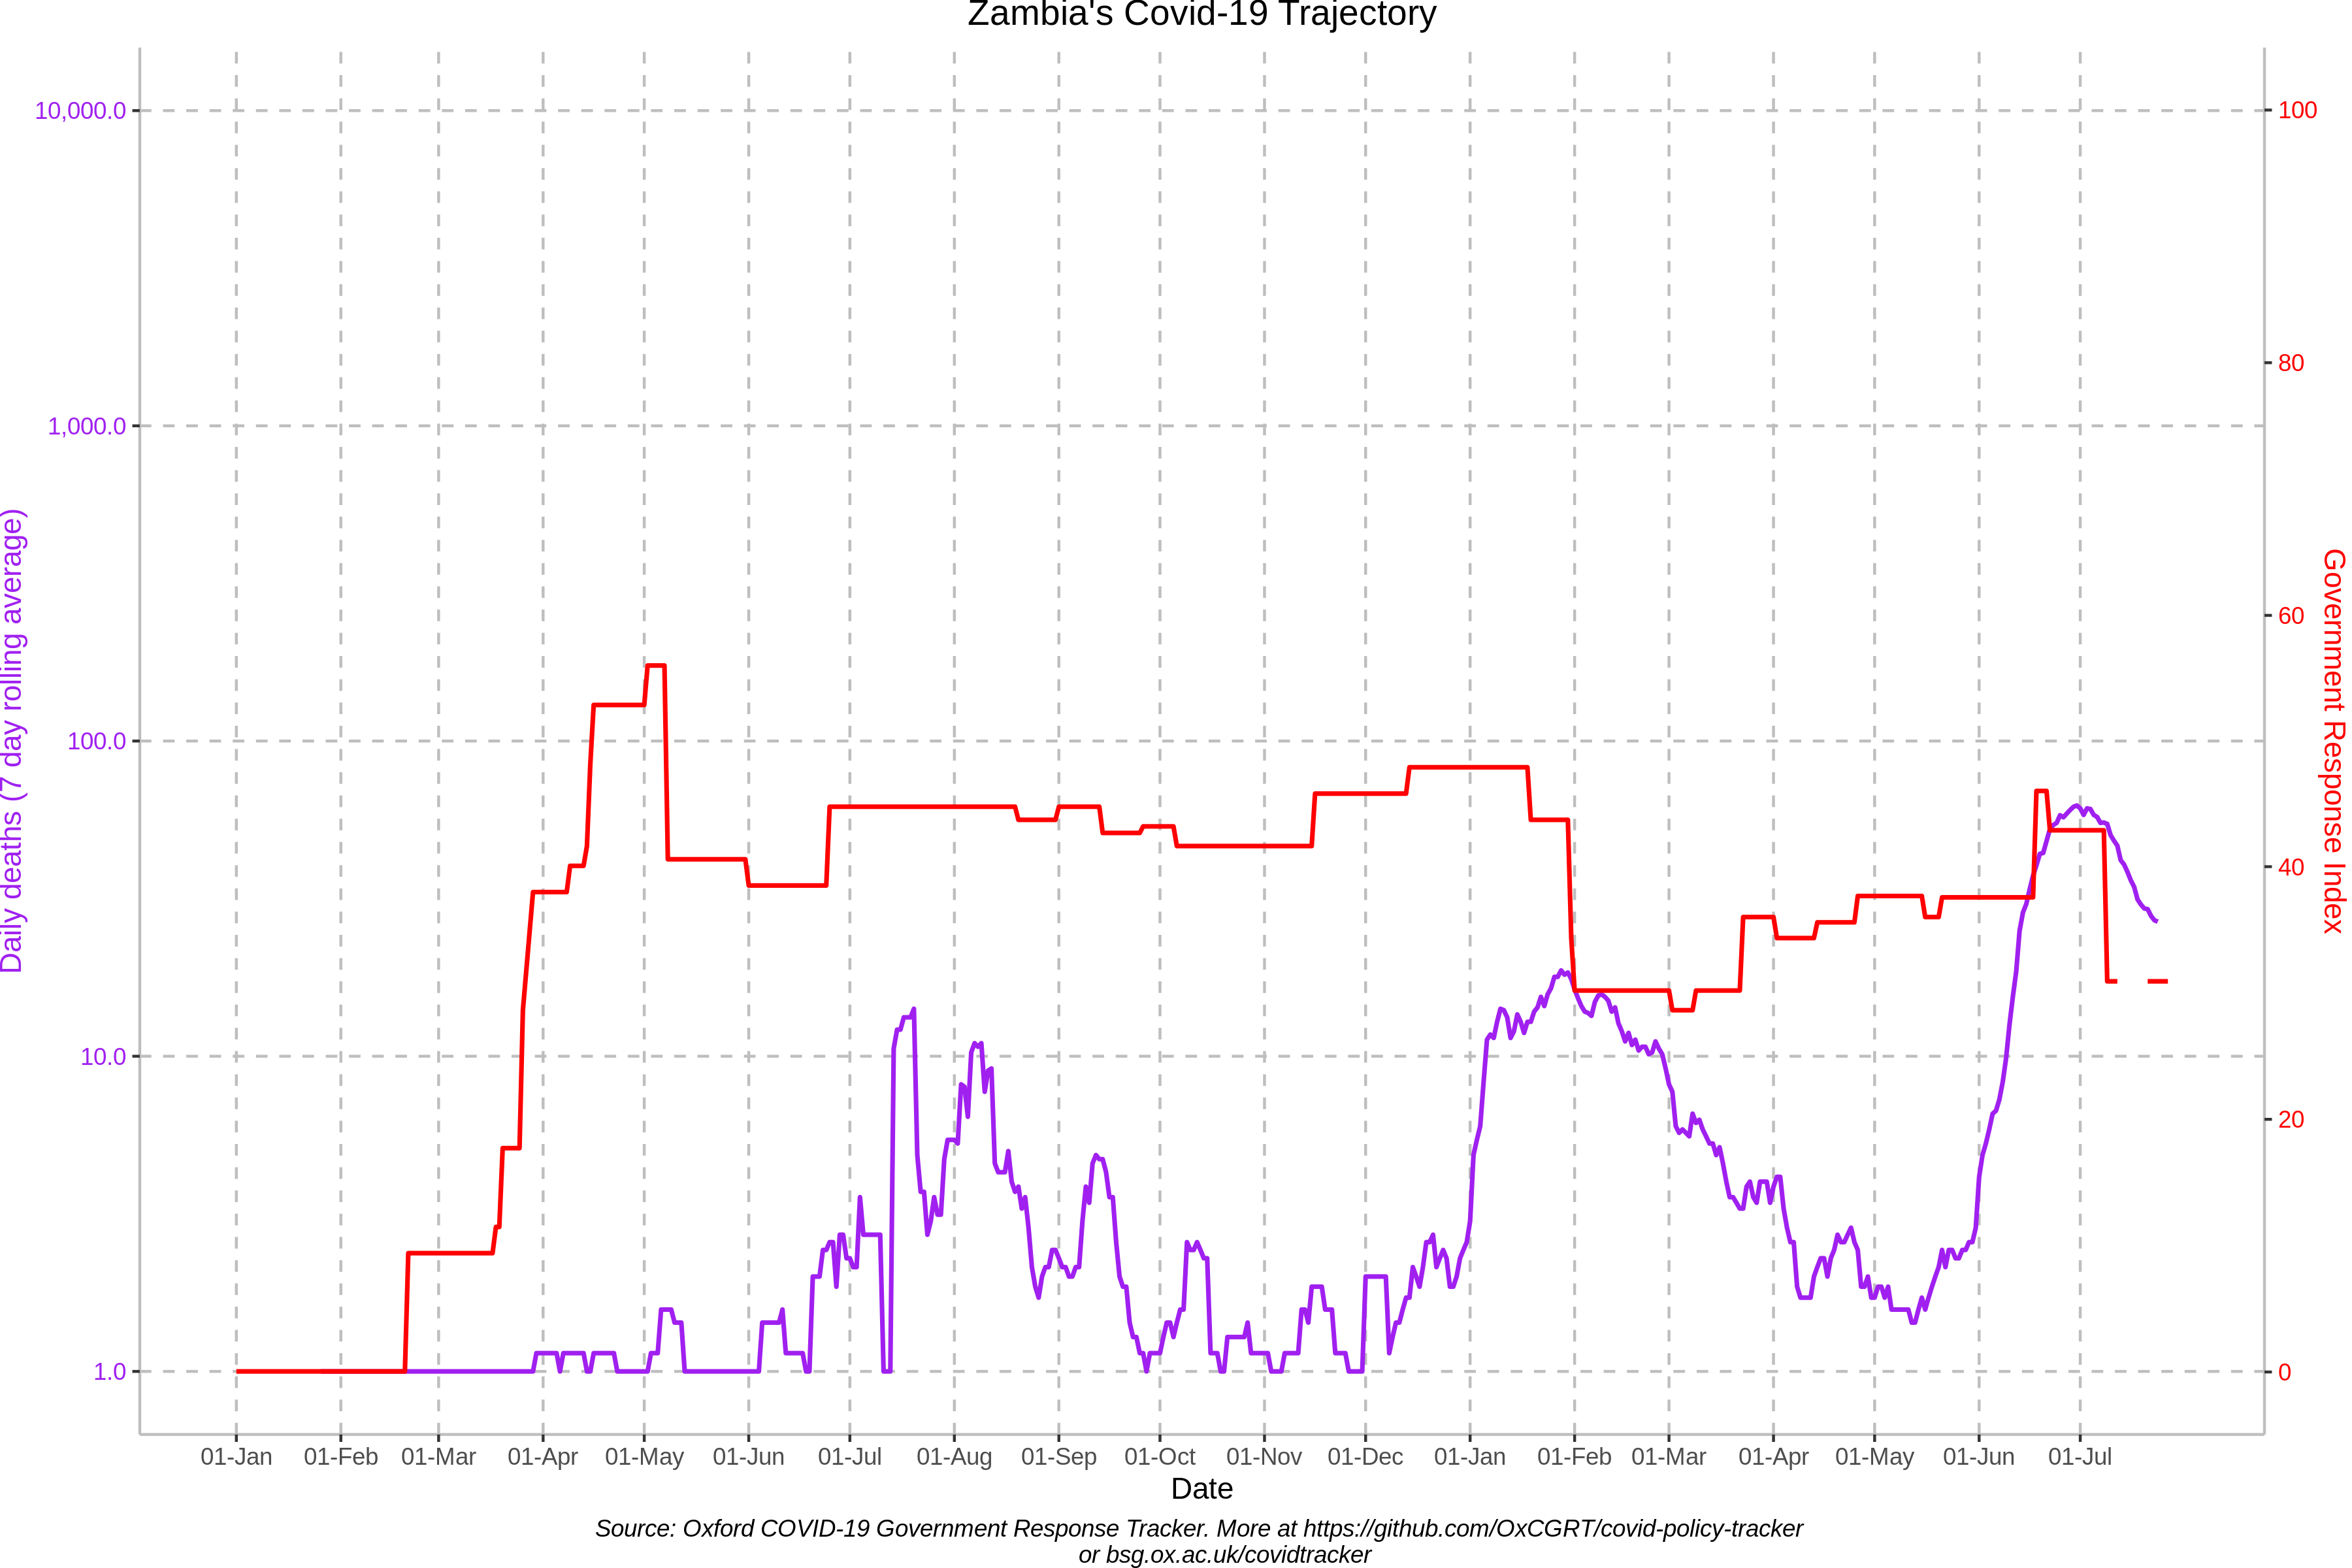 Zambia's Covid-19 Trajectory
10,000.0
1,000.0
100.0
10.0
1.0
Daily deaths (7 day rolling average)
100
80
60
40
20
0
Government Response Index
01-Jan 01-Feb 01-Mar 01-Apr 01-May 01-Jun 01-Jul 01-Aug 01-Sep 01-Oct 01-Nov 01-Dec 01-Jan 01-Feb 01-Mar 01-Apr 01-May 01-Jun 01-Jul
Date
Source: Oxford COVID-19 Government Response Tracker. More at https://github.com/OxCGRT/covid-policy-tracker
or bsg.ox.ac.uk/covidtracker